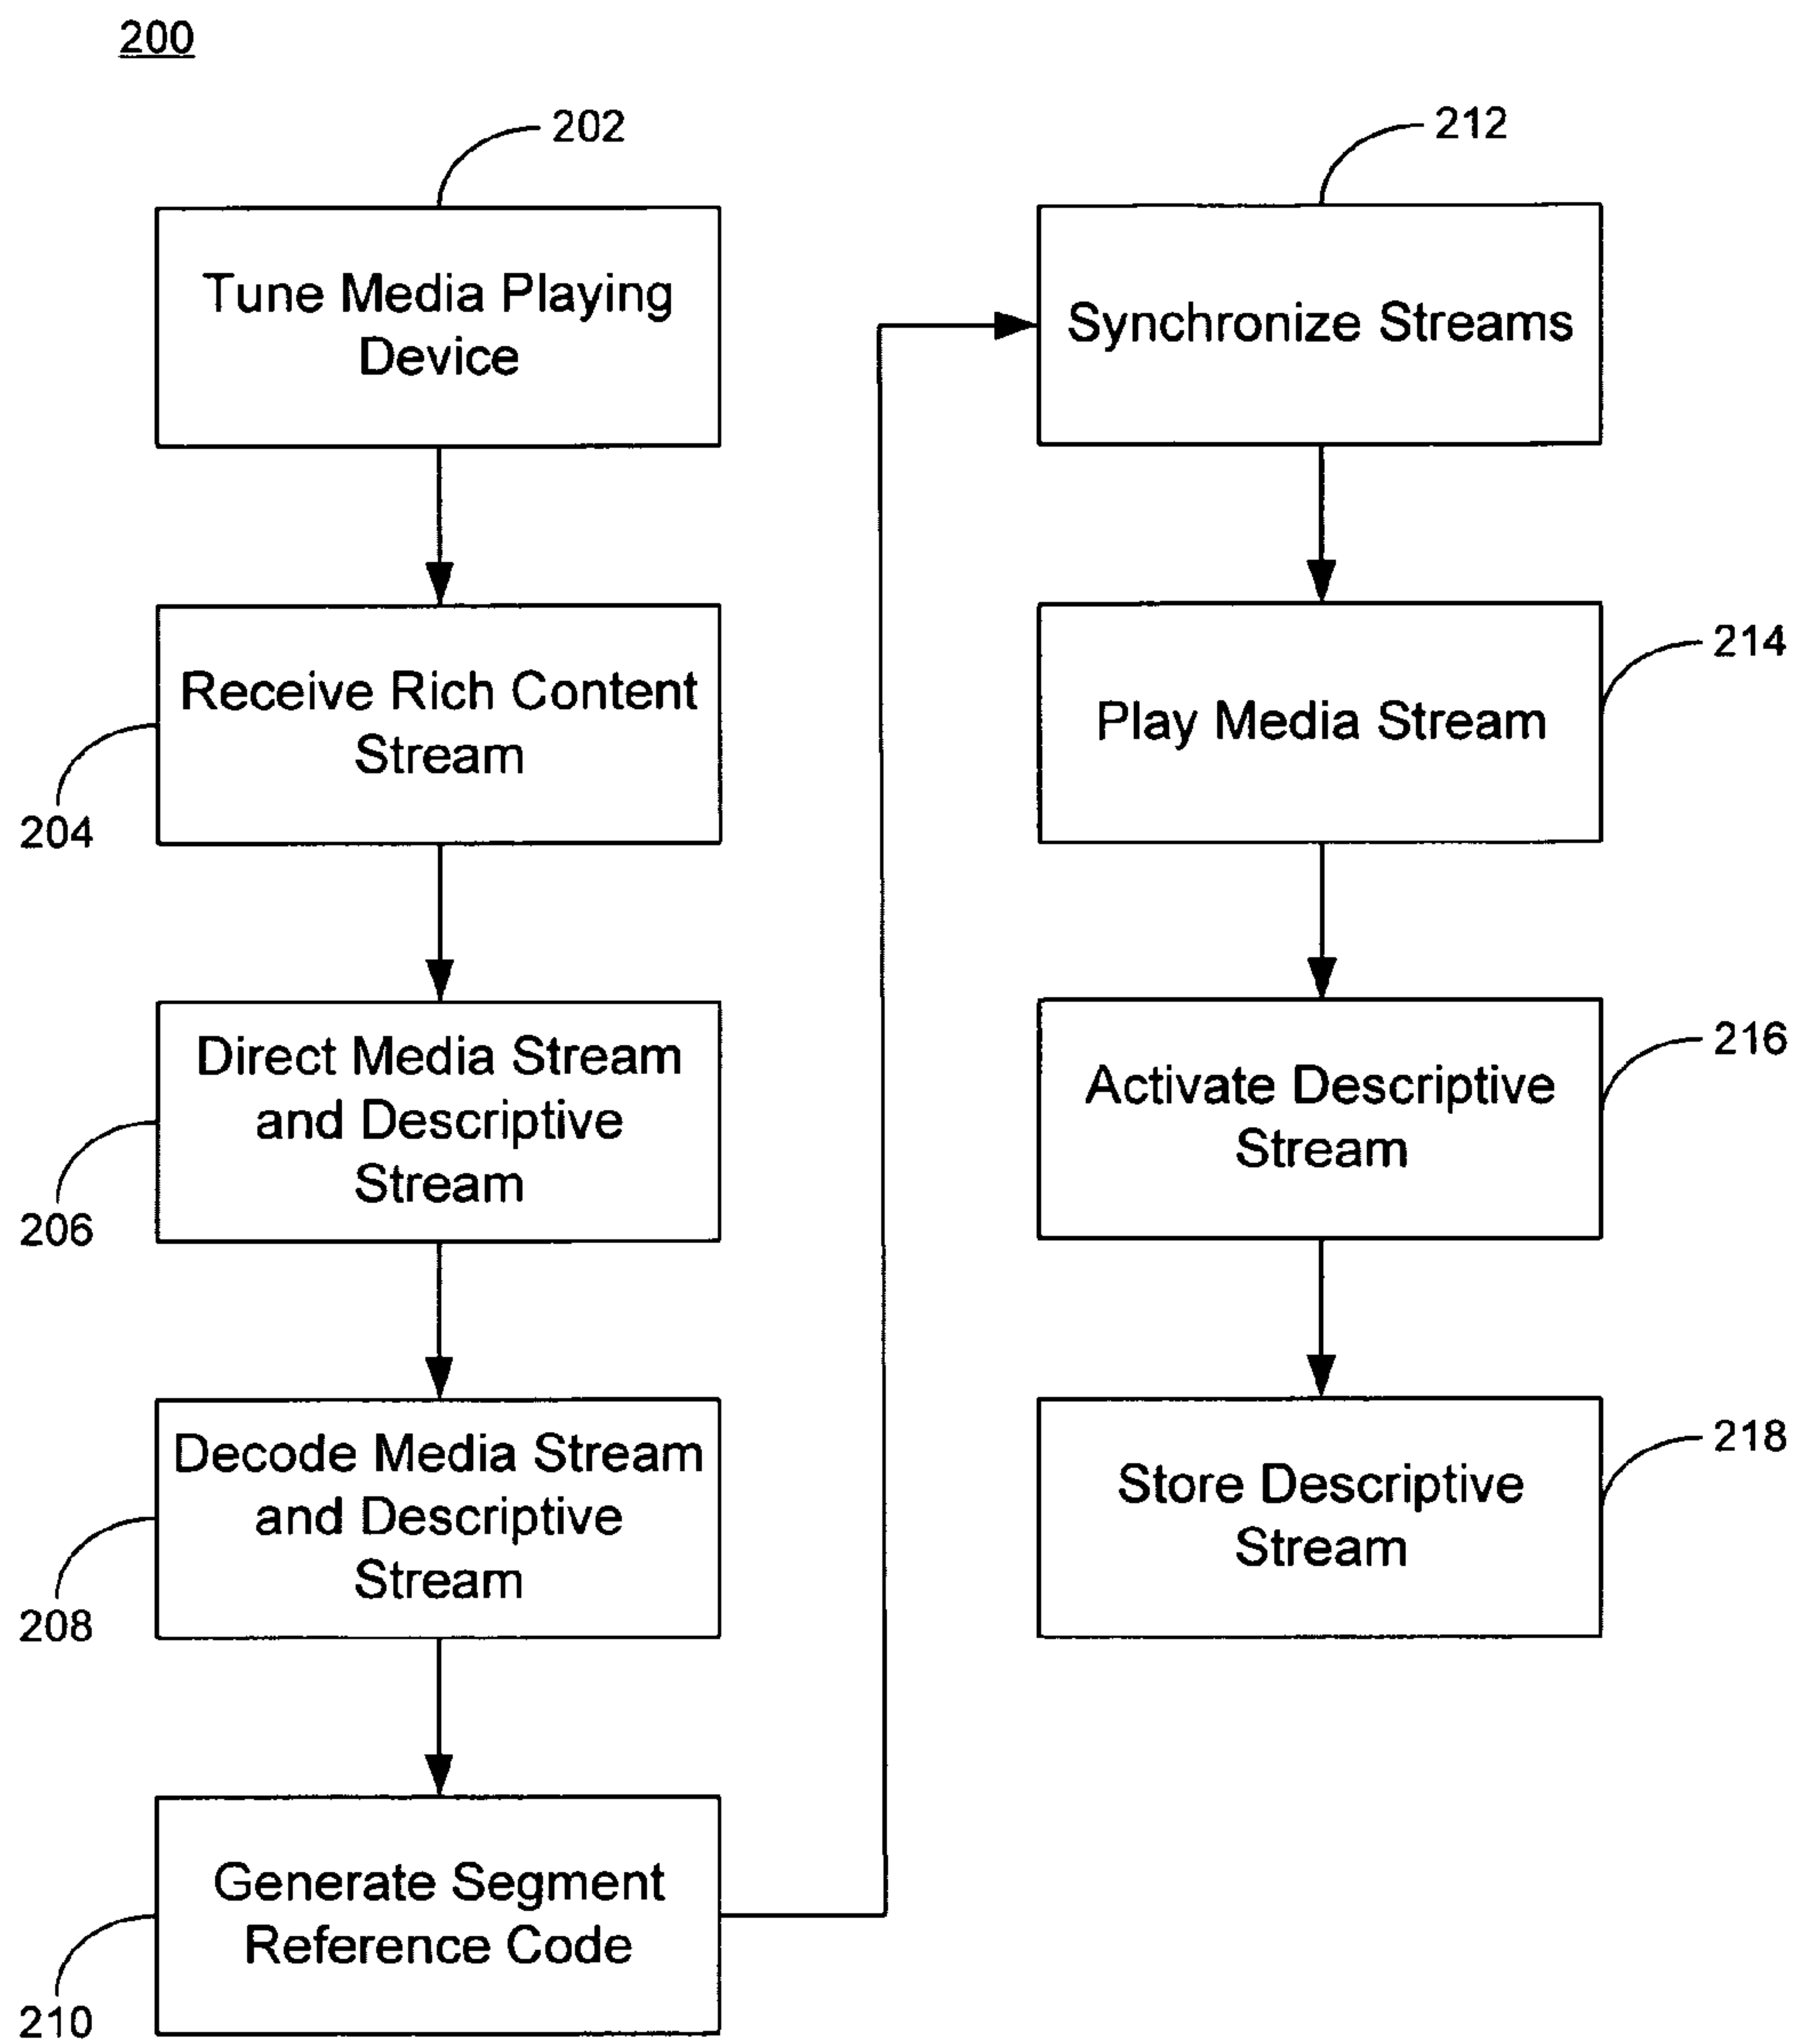 200
202
Tune Media Playing
Device
Receive Rich Content
Stream
204
Direct Media Stream
and Descriptive
Stream
206
Decode Media Stream
and Descriptive
Stream
208
Generate Segment
Reference Code
210
212
Synchronize Streams
214
Play Media Stream
216
Activate Descriptive
Stream
218
Store Descriptive
Stream